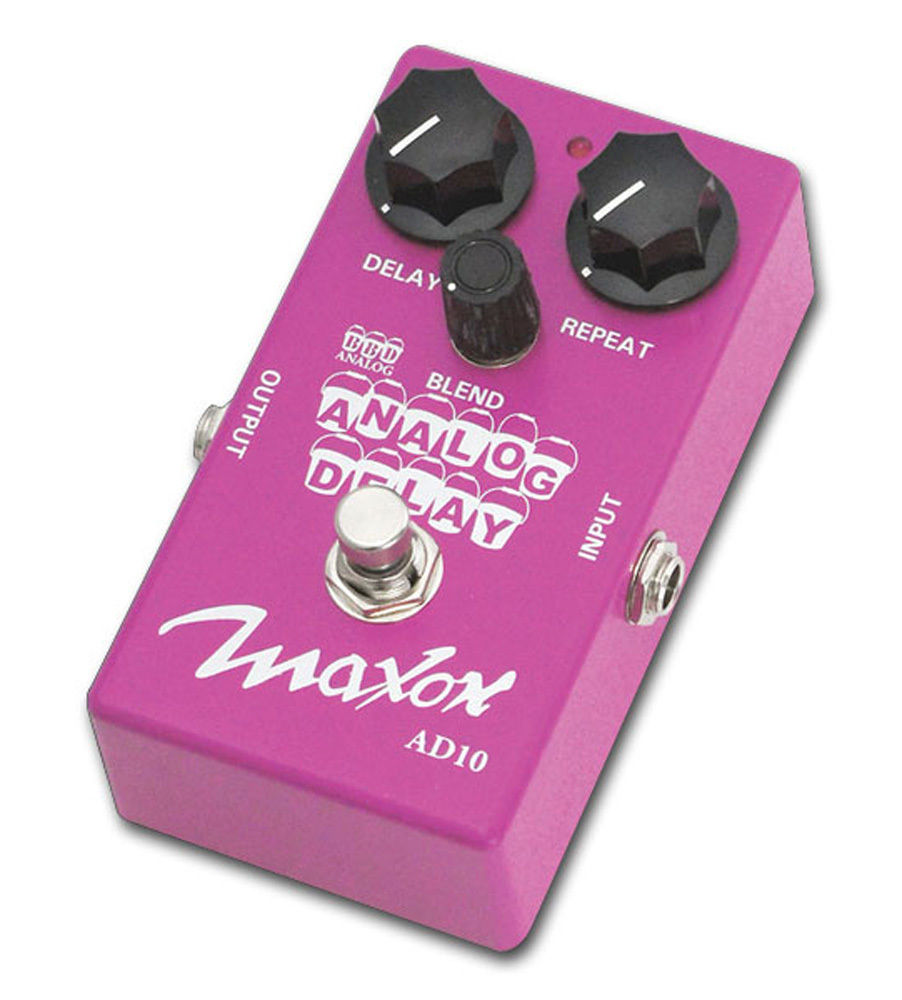 DELAY
REPEAT
BLEND
BBD
ANALOG
OUTPUT
ANALOG
DELAY
INPUT
maxon
AD10